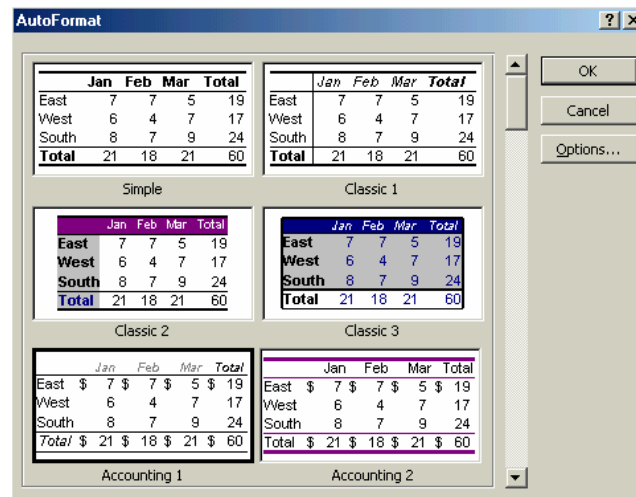 AutoFormat
Jan Feb Mar Total
East 7 7 5 19
West 6 4 7 17
South 8 7 9 24
Total 21 18 21 60
Simple
Jan Feb Mar Total
East 7 7 5 19
West 6 4 7 17
South 8 7 9 24
Total 21 18 21 60
Classic 1
Jan Feb Mar Total
East 7 7 5 19
West 6 4 7 17
South 8 7 9 24
Total 21 18 21 60
Classic 2
Jan Feb Mar Total
East 7 7 5 19
West 6 4 7 17
South 8 7 9 24
Total 21 18 21 60
Classic 3
Jan Feb Mar Total
East $ 7 $ 7 $ 5 $ 19
West 6 4 7 17
South 8 7 9 24
Total $ 21 $ 18 $ 21 $ 60
Accounting 1
Jan Feb Mar Total
East $ 7 $ 7 $ 5 $ 19
West 6 4 7 17
South 8 7 9 24
Total $ 21 $ 18 $ 21 $ 60
Accounting 2
OK
Cancel
Options...